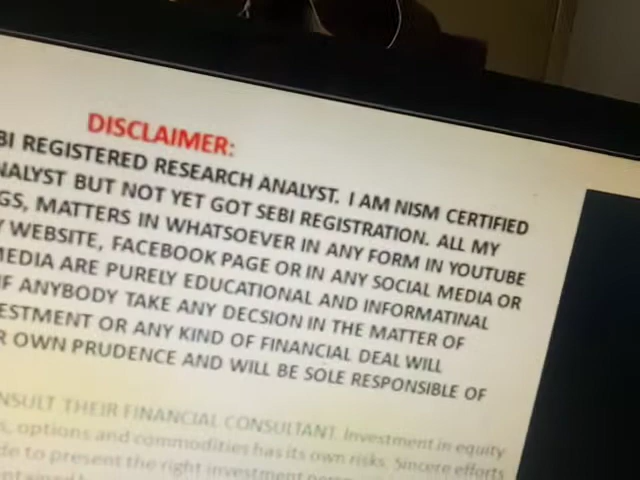 DISCLAIMER:
BI REGISTERED RESEARCH ANALYST. I AM NISM CERTIFIED
NALYST BUT NOT YET GOT SEBI REGISTRATION. ALL MY
GS, MATTERS IN WHATSOEVER IN ANY FORM IN YOUTUBE
Y WEBSITE, FACEBOOK PAGE OR IN ANY SOCIAL MEDIA OR
MEDIA ARE PURELY EDUCATIONAL AND INFORMATINAL
IF ANYBODY TAKE ANY DECSION IN THE MATTER OF
ESTMENT OR ANY KIND OF FINANCIAL DEAL WILL
R OWN PRUDENCE AND WILL BE SOLE RESPONSIBLE OF
NSULT THEIR FINANCIAL CONSULTANT. Investment in equity
s, options and commodities has its own risks. Sincere efforts
de to present the right investment